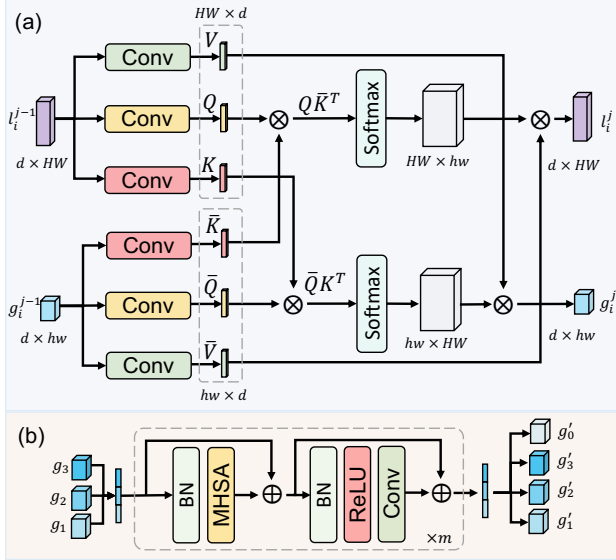 (a)
HW × d
V
Conv
l_i^{j-1}
Q
Conv
QK̄^T
Softmax
l_i^j
d × HW
HW × hw
d × HW
K
Conv
K̄
Conv
g_i^{j-1}
Q̄
Conv
Q̄K^T
Softmax
g_i^j
d × hw
hw × HW
d × hw
V̄
Conv
hw × d
(b)
g_3
g_2
g_1
BN
MHSA
BN
ReLU
Conv
×m
g'_0
g'_3
g'_2
g'_1